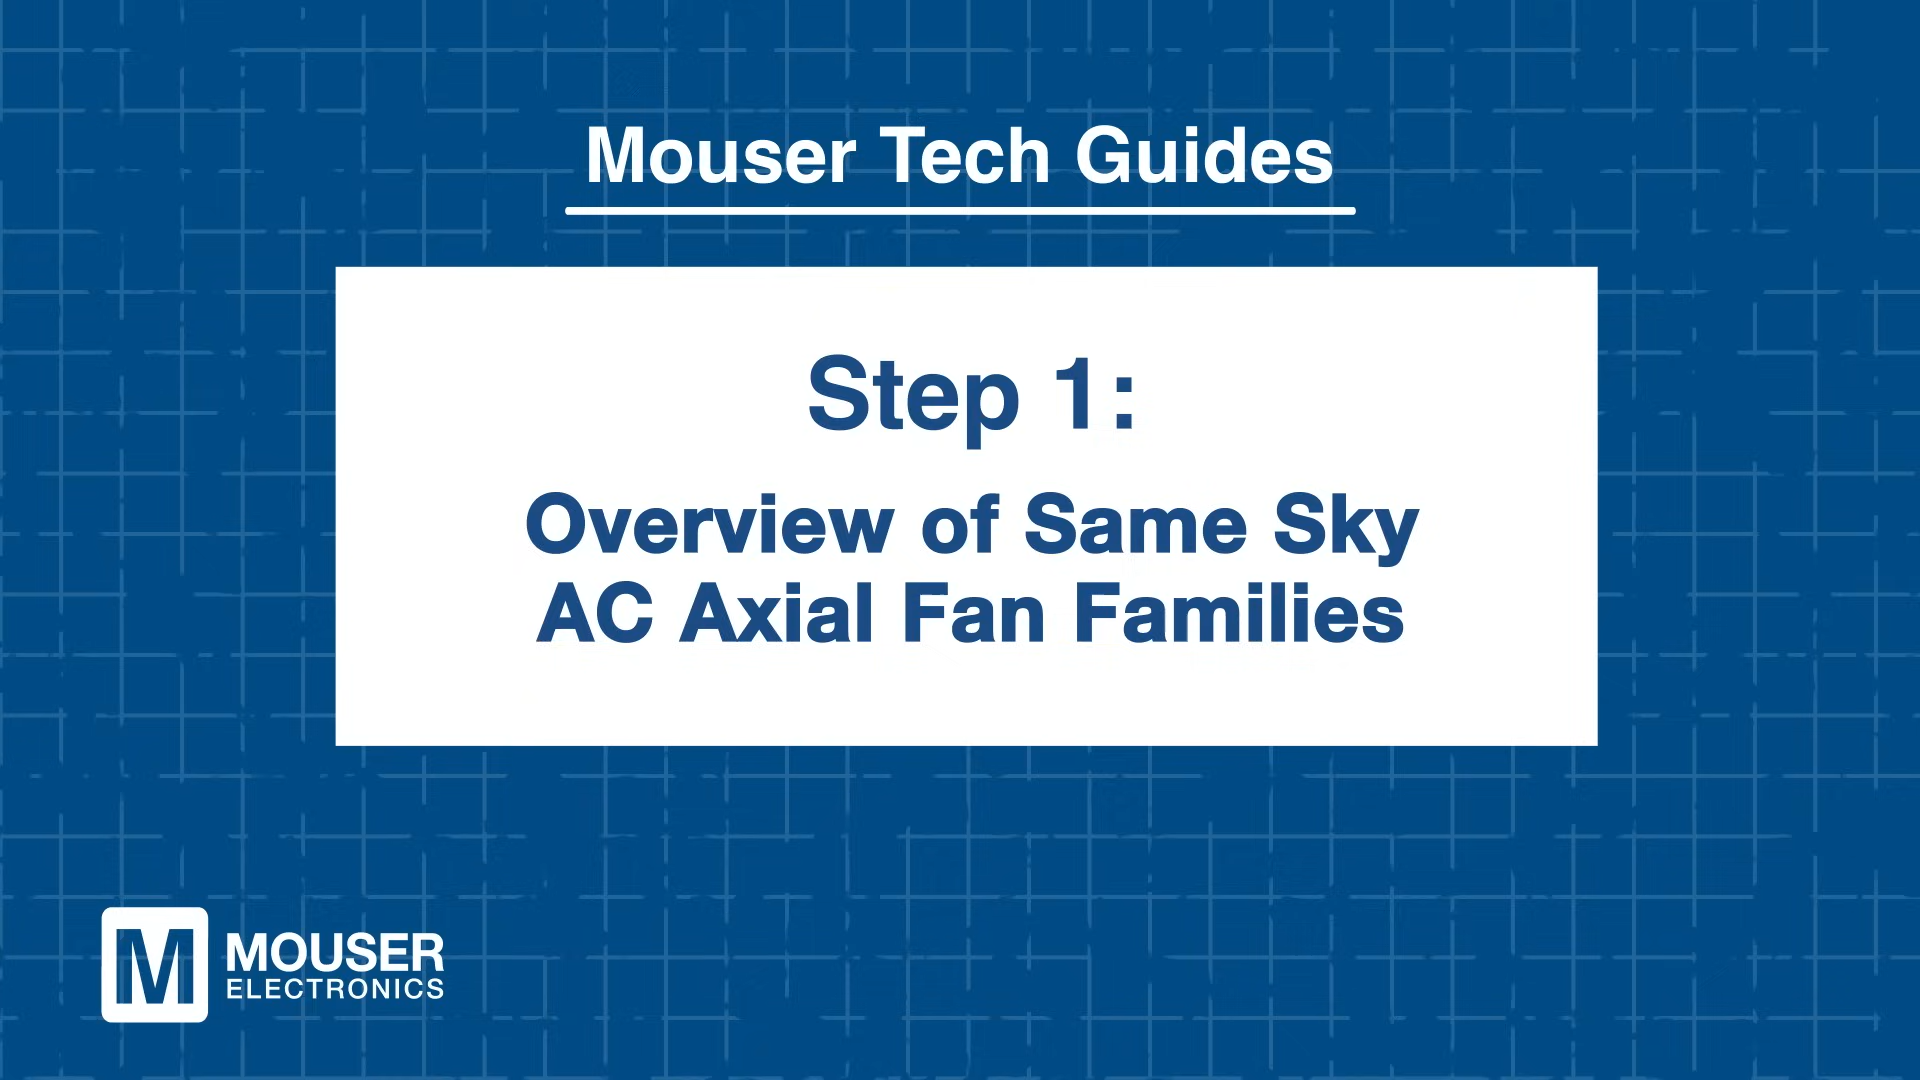 Mouser Tech Guides
Step 1:
Overview of Same Sky
AC Axial Fan Families
M
MOUSER
ELECTRONICS